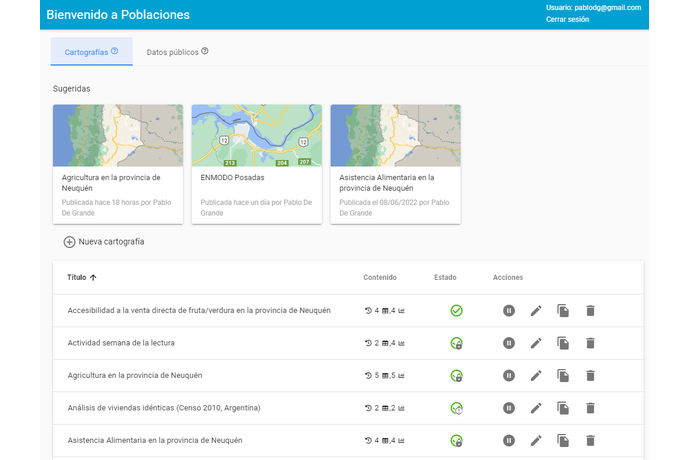 Bienvenido a Poblaciones
Usuario: pablodg@gmail.com
Cerrar sesión
Cartografías
Datos públicos
Sugeridas
12
213
204
207
12
Agricultura en la provincia de
Neuquén
Publicada hace 18 horas por Pablo
De Grande
ENMODO Posadas
Publicada hace un día por Pablo De
Grande
Asistencia Alimentaria en la
provincia de Neuquén
Publicada el 08/06/2022 por Pablo
De Grande
Nueva cartografía
Título Contenido Estado Acciones
Accesibilidad a la venta directa de fruta/verdura en la provincia de Neuquén 4 ,4
Actividad semana de la lectura 2 ,4
Agricultura en la provincia de Neuquén 5 ,5
Análisis de viviendas idénticas (Censo 2010, Argentina) 2 ,2
Asistencia Alimentaria en la provincia de Neuquén 4 ,4